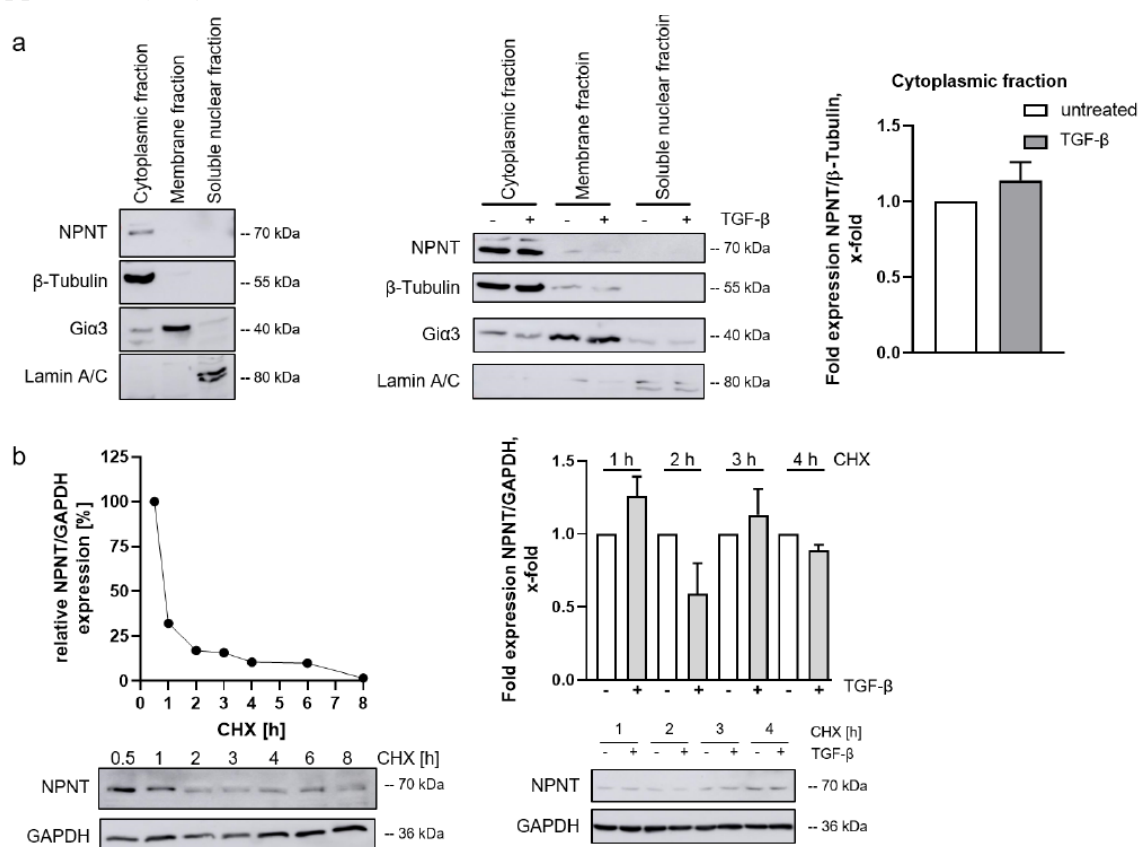 a
Cytoplasmic fraction
Membrane fraction
Soluble nuclear fraction
NPNT
-- 70 kDa
β-Tubulin
-- 55 kDa
Giα3
-- 40 kDa
Lamin A/C
-- 80 kDa
Cytoplasmic fraction
Membrane fractoin
Soluble nuclear fractoin
- + - + - + TGF-β
NPNT
-- 70 kDa
β-Tubulin
-- 55 kDa
Giα3
-- 40 kDa
Lamin A/C
-- 80 kDa
Cytoplasmic fraction
untreated
TGF-β
Fold expression NPNT/β-Tubulin,
x-fold
1.5
1.0
0.5
0.0
b
relative NPNT/GAPDH
expression [%]
125
100
75
50
25
0
0 1 2 3 4 5 6 7 8
CHX [h]
0.5 1 2 3 4 6 8 CHX [h]
NPNT
-- 70 kDa
GAPDH
-- 36 kDa
Fold expression NPNT/GAPDH,
x-fold
1.5
1.0
0.5
0.0
1 h 2 h 3 h 4 h CHX
- + - + - + - + TGF-β
1 2 3 4 CHX [h]
- + - + - + - + TGF-β
NPNT
-- 70 kDa
GAPDH
-- 36 kDa